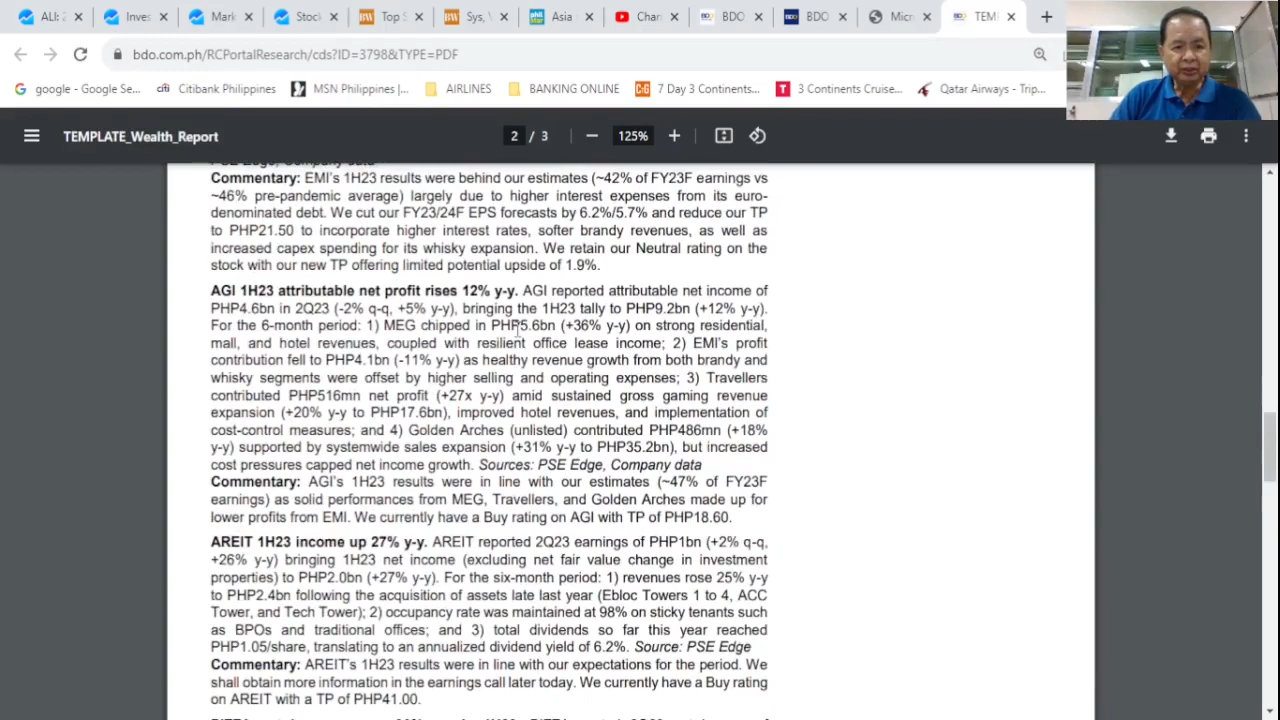 ALI: 2
Inves
Mark
Stock
Top S
Sys, V
Asia
Chan
BDO
BDO
Micr
TEMI
bdo.com.ph/RCPortalResearch/cds?ID=3798&TYPE=PDF
google - Google Se...
Citibank Philippines
MSN Philippines |...
AIRLINES
BANKING ONLINE
7 Day 3 Continents...
3 Continents Cruise...
Qatar Airways - Trip...
TEMPLATE_Wealth_Report
2 / 3
125%
PSE Edge, Company data
Commentary: EMI's 1H23 results were behind our estimates (~42% of FY23F earnings vs
~46% pre-pandemic average) largely due to higher interest expenses from its euro-
denominated debt. We cut our FY23/24F EPS forecasts by 6.2%/5.7% and reduce our TP
to PHP21.50 to incorporate higher interest rates, softer brandy revenues, as well as
increased capex spending for its whisky expansion. We retain our Neutral rating on the
stock with our new TP offering limited potential upside of 1.9%.
AGI 1H23 attributable net profit rises 12% y-y. AGI reported attributable net income of
PHP4.6bn in 2Q23 (-2% q-q, +5% y-y), bringing the 1H23 tally to PHP9.2bn (+12% y-y).
For the 6-month period: 1) MEG chipped in PHP5.6bn (+36% y-y) on strong residential,
mall, and hotel revenues, coupled with resilient office lease income; 2) EMI's profit
contribution fell to PHP4.1bn (-11% y-y) as healthy revenue growth from both brandy and
whisky segments were offset by higher selling and operating expenses; 3) Travellers
contributed PHP516mn net profit (+27x y-y) amid sustained gross gaming revenue
expansion (+20% y-y to PHP17.6bn), improved hotel revenues, and implementation of
cost-control measures; and 4) Golden Arches (unlisted) contributed PHP486mn (+18%
y-y) supported by systemwide sales expansion (+31% y-y to PHP35.2bn), but increased
cost pressures capped net income growth. Sources: PSE Edge, Company data
Commentary: AGI's 1H23 results were in line with our estimates (~47% of FY23F
earnings) as solid performances from MEG, Travellers, and Golden Arches made up for
lower profits from EMI. We currently have a Buy rating on AGI with TP of PHP18.60.
AREIT 1H23 income up 27% y-y. AREIT reported 2Q23 earnings of PHP1bn (+2% q-q,
+26% y-y) bringing 1H23 net income (excluding net fair value change in investment
properties) to PHP2.0bn (+27% y-y). For the six-month period: 1) revenues rose 25% y-y
to PHP2.4bn following the acquisition of assets late last year (Ebloc Towers 1 to 4, ACC
Tower, and Tech Tower); 2) occupancy rate was maintained at 98% on sticky tenants such
as BPOs and traditional offices; and 3) total dividends so far this year reached
PHP1.05/share, translating to an annualized dividend yield of 6.2%. Source: PSE Edge
Commentary: AREIT's 1H23 results were in line with our expectations for the period. We
shall obtain more information in the earnings call later today. We currently have a Buy rating
on AREIT with a TP of PHP41.00.